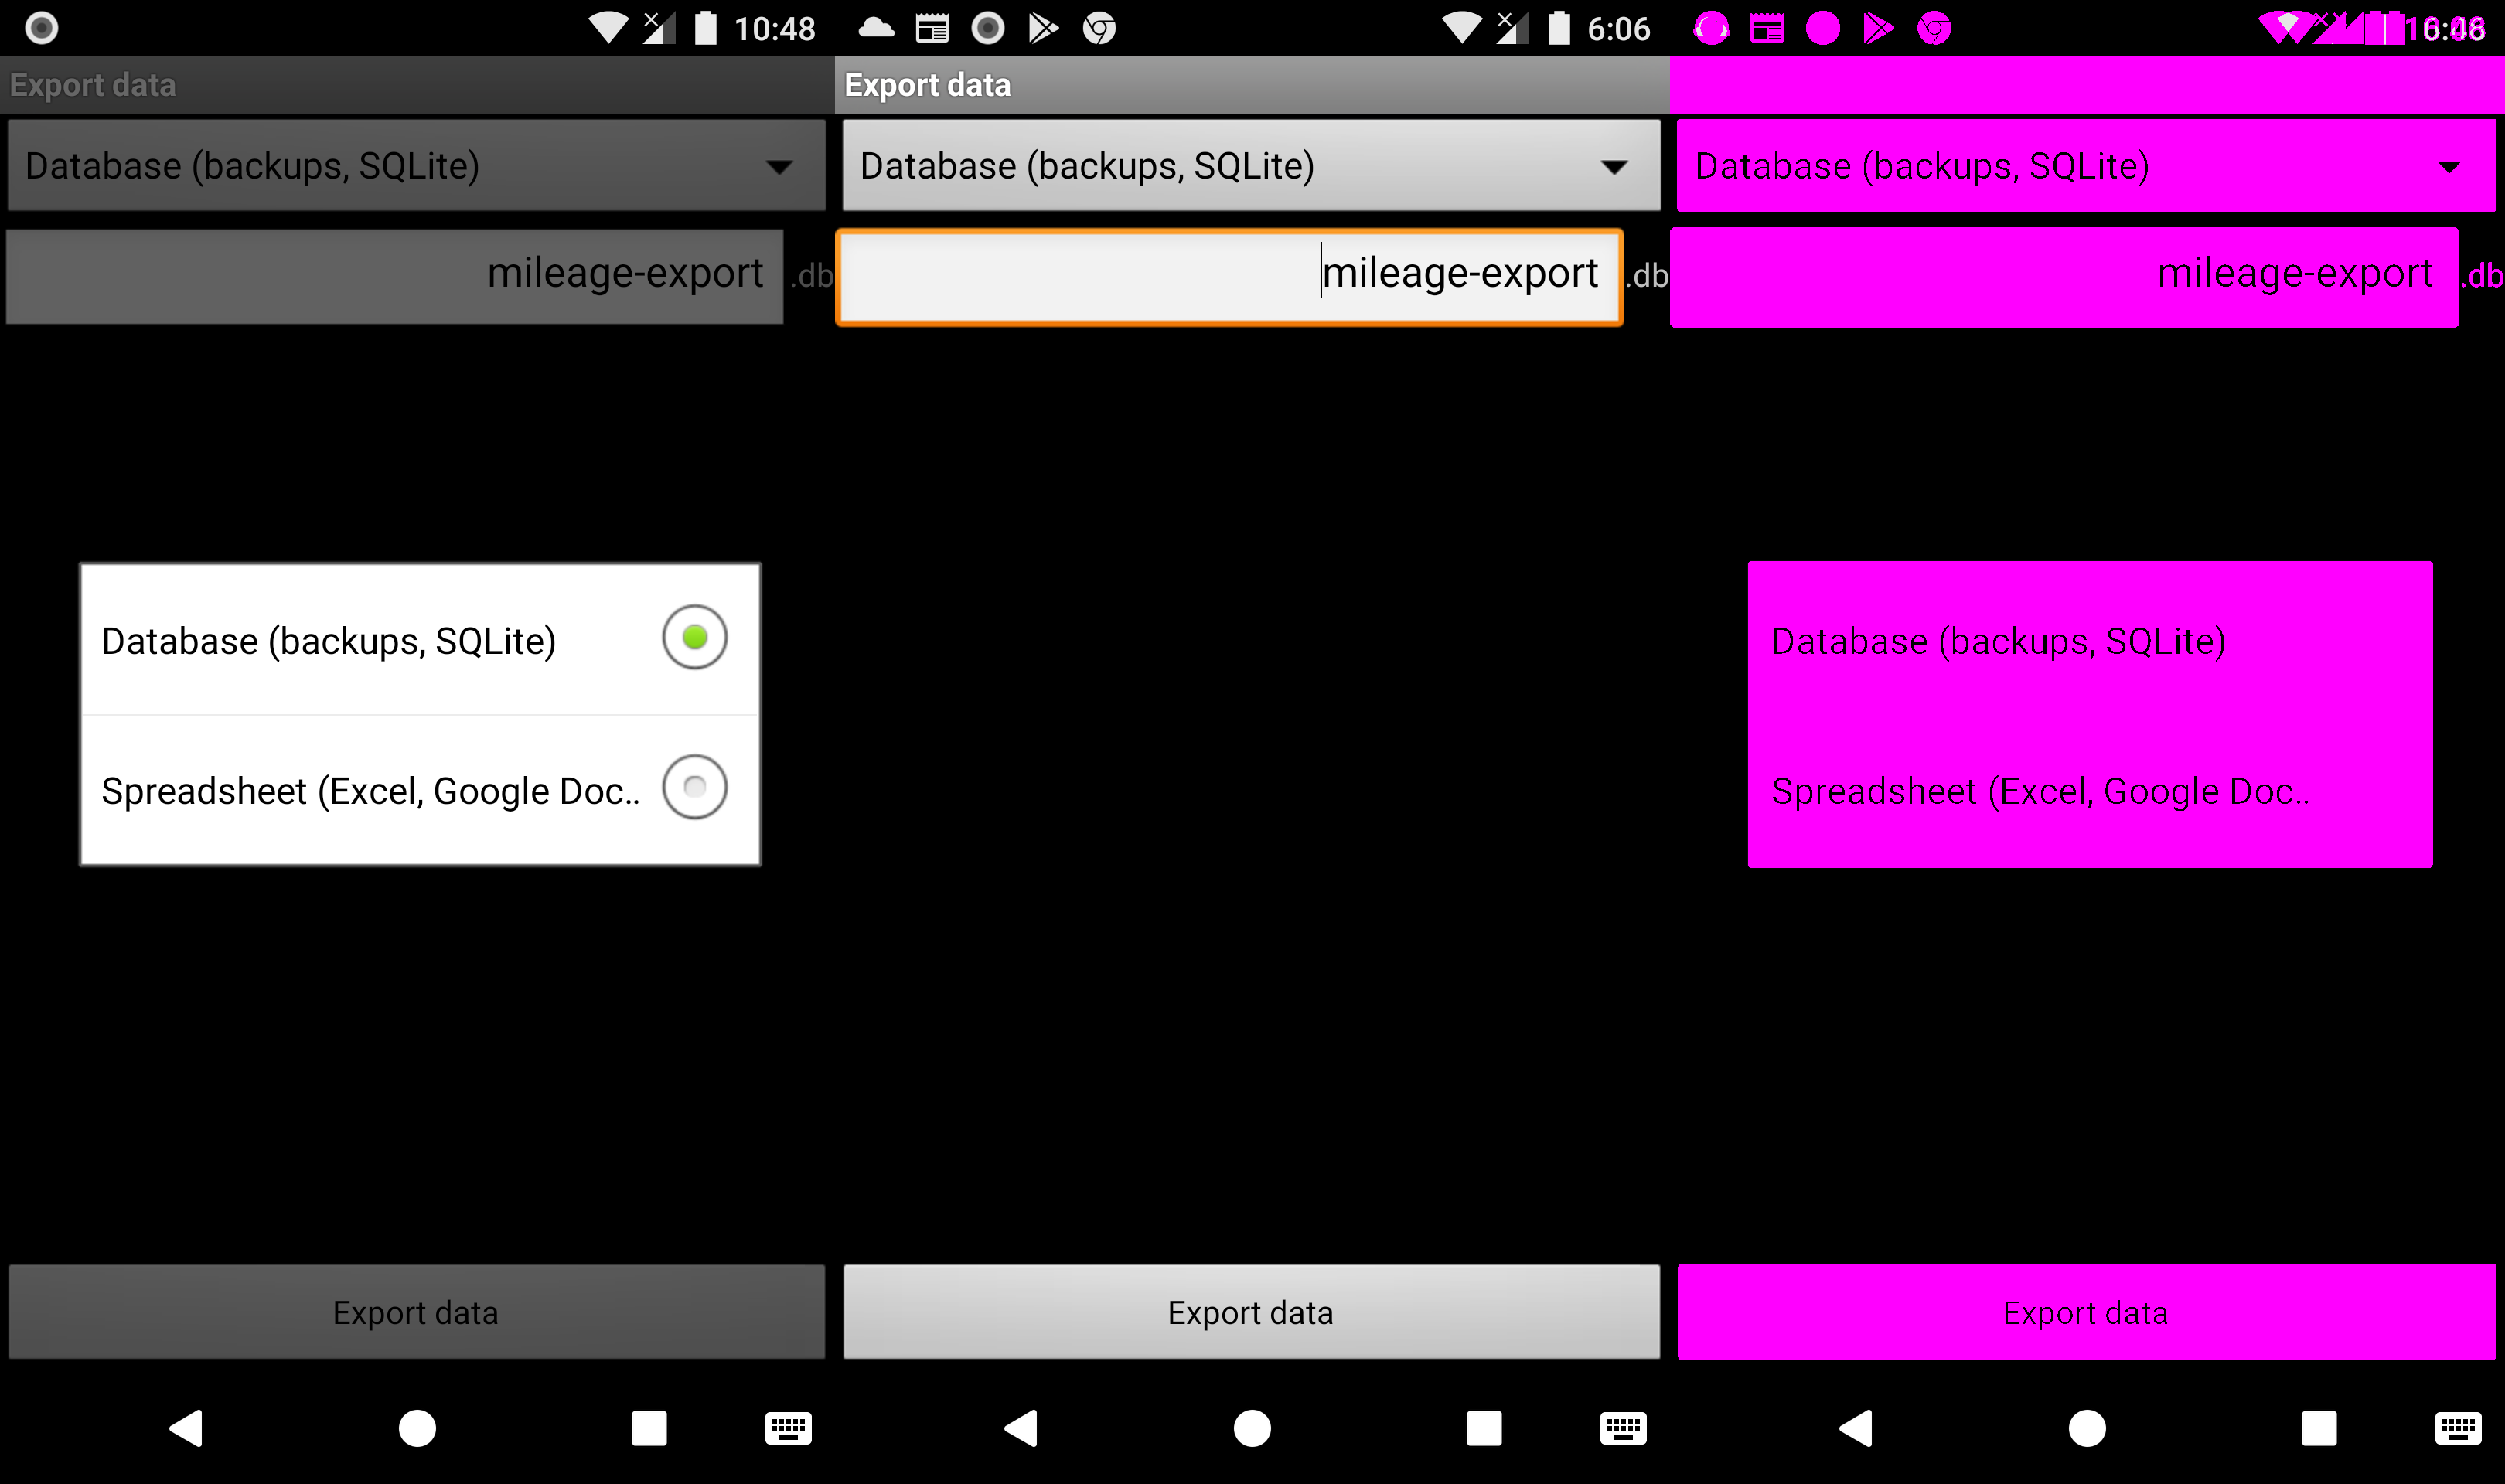 10:48
Export data
Database (backups, SQLite)
mileage-export .db
Database (backups, SQLite)
Spreadsheet (Excel, Google Doc..
Export data
6:06
Export data
Database (backups, SQLite)
mileage-export .db
Export data
Database (backups, SQLite)
mileage-export .db
Database (backups, SQLite)
Spreadsheet (Excel, Google Doc..
Export data